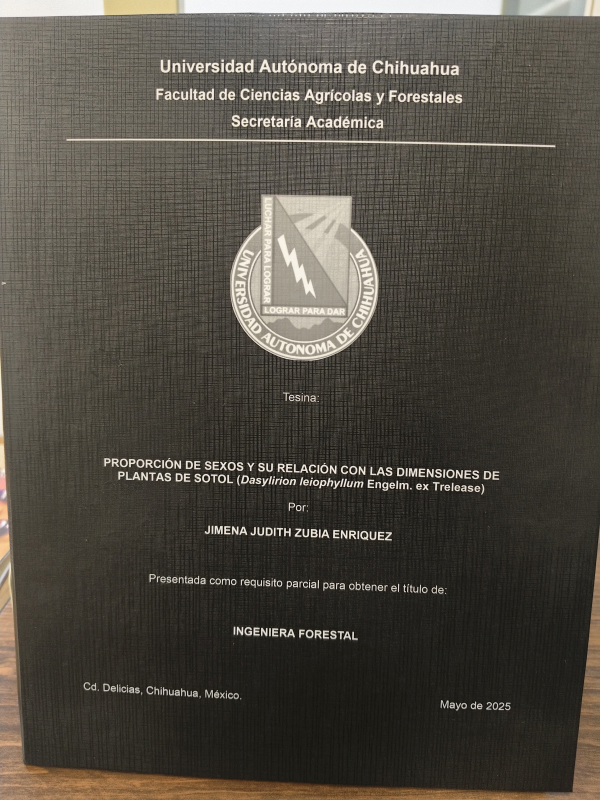 Universidad Autónoma de Chihuahua
Facultad de Ciencias Agrícolas y Forestales
Secretaría Académica
LUCHAR PARA LOGRAR
LOGRAR PARA DAR
UNIVERSIDAD AUTONOMA DE CHIHUAHUA
Tesina:
PROPORCIÓN DE SEXOS Y SU RELACIÓN CON LAS DIMENSIONES DE
PLANTAS DE SOTOL (Dasylirion leiophyllum Engelm. ex Trelease)
Por:
JIMENA JUDITH ZUBIA ENRIQUEZ
Presentada como requisito parcial para obtener el título de:
INGENIERA FORESTAL
Cd. Delicias, Chihuahua, México.
Mayo de 2025